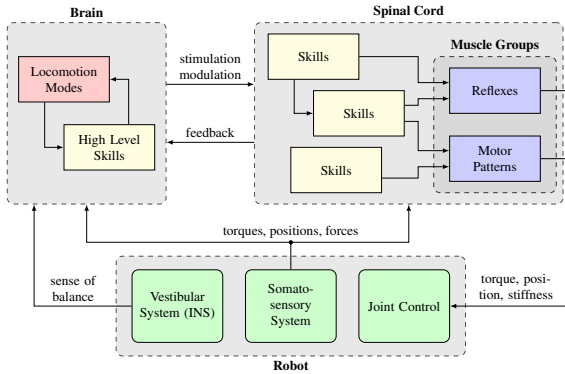 Brain
Spinal Cord
Locomotion
Modes
High Level
Skills
stimulation
modulation
feedback
Skills
Skills
Skills
Muscle Groups
Reflexes
Motor
Patterns
torques, positions, forces
sense of
balance
Vestibular
System (INS)
Somato-
sensory
System
Joint Control
torque, posi-
tion, stiffness
Robot